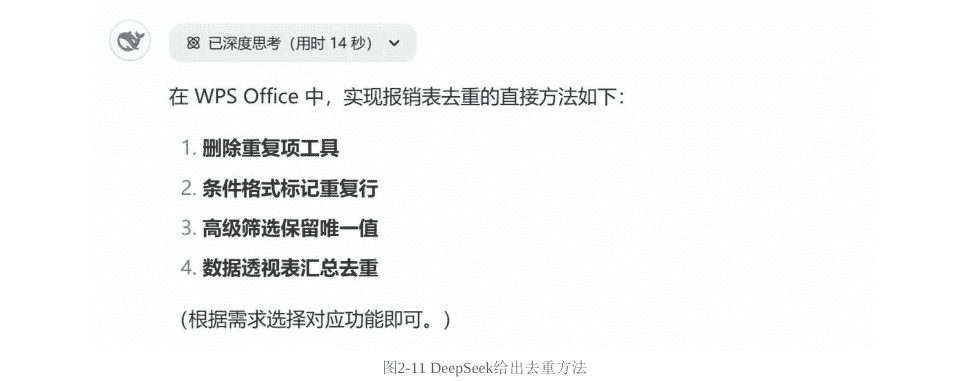 已深度思考（用时 14 秒）
在 WPS Office 中，实现报销表去重的直接方法如下：
1. 删除重复项工具
2. 条件格式标记重复行
3. 高级筛选保留唯一值
4. 数据透视表汇总去重
（根据需求选择对应功能即可。）
图2-11 DeepSeek给出去重方法